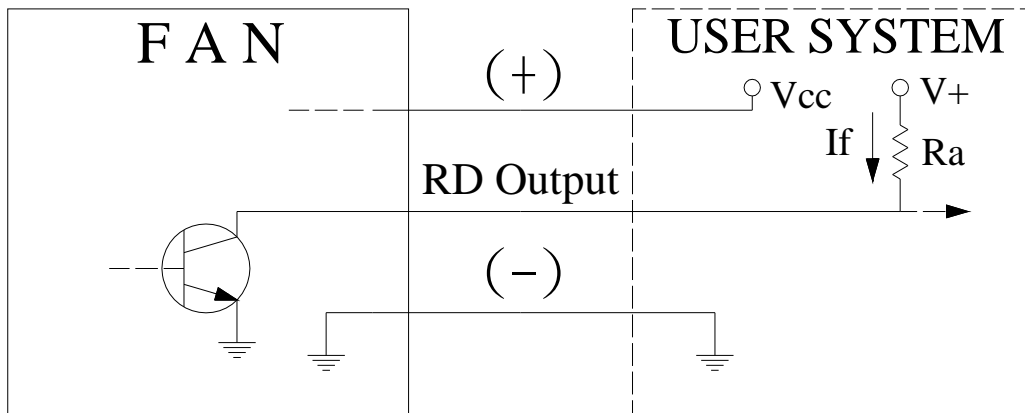 F A N
USER SYSTEM
(+)
Vcc
V+
If
Ra
RD Output
(−)